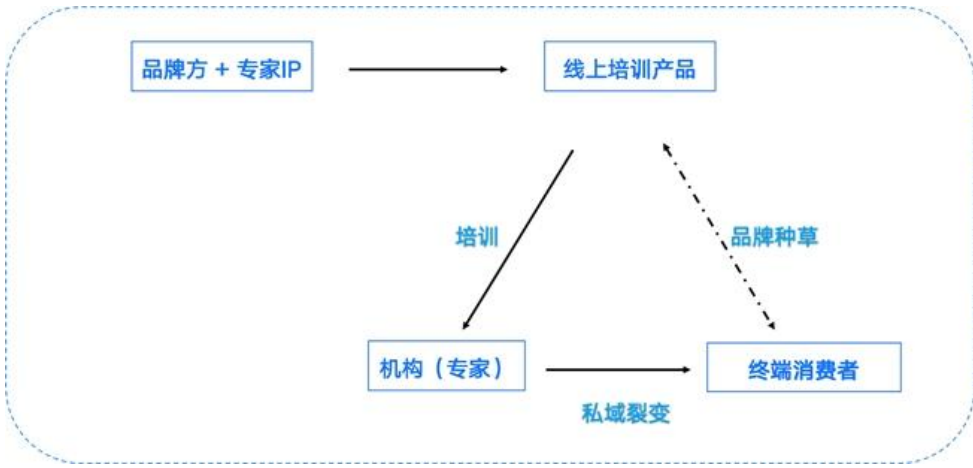 品牌方 + 专家IP
线上培训产品
培训
品牌种草
机构（专家）
终端消费者
私域裂变